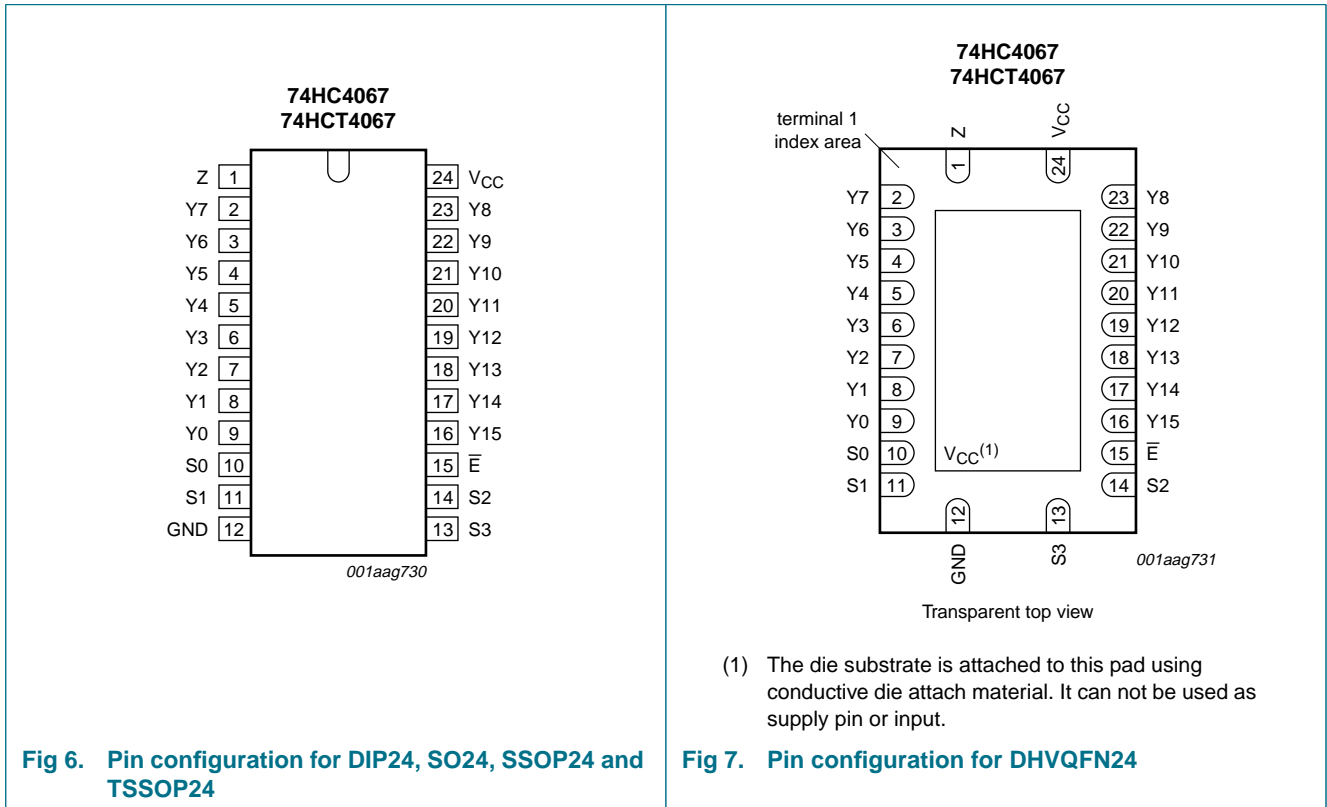 74HC4067
74HCT4067
Z 1 24 VCC
Y7 2 23 Y8
Y6 3 22 Y9
Y5 4 21 Y10
Y4 5 20 Y11
Y3 6 19 Y12
Y2 7 18 Y13
Y1 8 17 Y14
Y0 9 16 Y15
S0 10 15 E̅
S1 11 14 S2
GND 12 13 S3
001aag730
Fig 6. Pin configuration for DIP24, SO24, SSOP24 and
TSSOP24
74HC4067
74HCT4067
terminal 1
index area
Z VCC
1 24
Y7 2 23 Y8
Y6 3 22 Y9
Y5 4 21 Y10
Y4 5 20 Y11
Y3 6 19 Y12
Y2 7 18 Y13
Y1 8 17 Y14
Y0 9 16 Y15
S0 10 VCC(1) 15 E̅
S1 11 14 S2
12 13
GND S3
001aag731
Transparent top view
(1) The die substrate is attached to this pad using
conductive die attach material. It can not be used as
supply pin or input.
Fig 7. Pin configuration for DHVQFN24